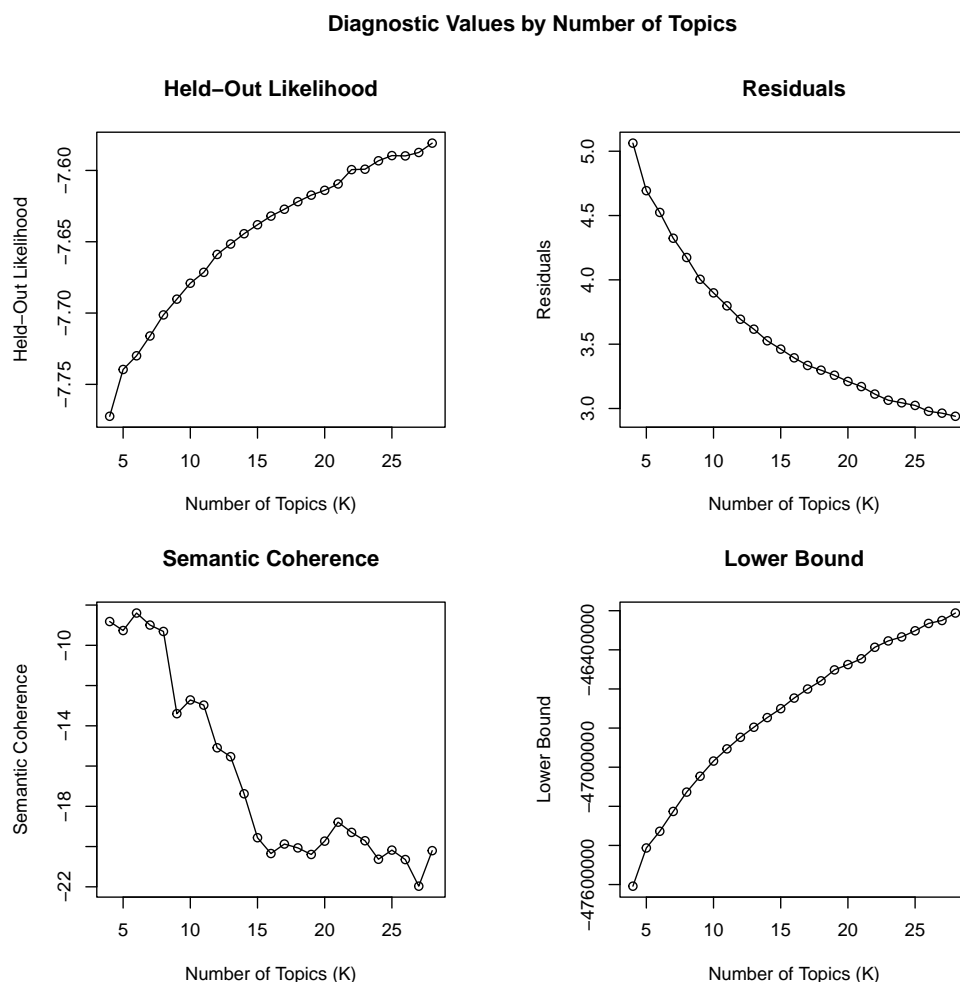 Diagnostic Values by Number of Topics
Held−Out Likelihood
Held−Out Likelihood
−7.60
−7.65
−7.70
−7.75
5 10 15 20 25
Number of Topics (K)
Residuals
Residuals
5.0
4.5
4.0
3.5
3.0
5 10 15 20 25
Number of Topics (K)
Semantic Coherence
Semantic Coherence
−10
−14
−18
−22
5 10 15 20 25
Number of Topics (K)
Lower Bound
Lower Bound
−46400000
−47000000
−47600000
5 10 15 20 25
Number of Topics (K)